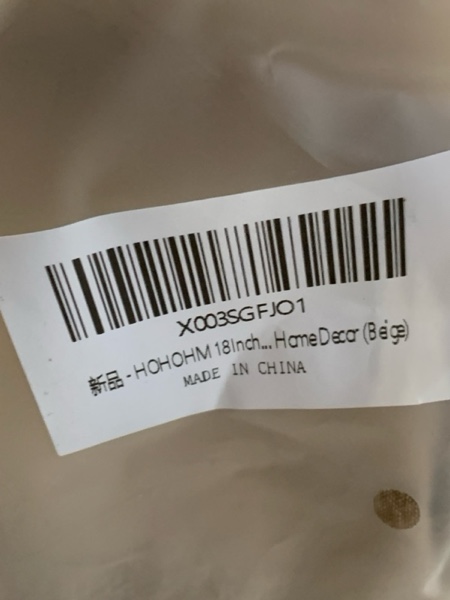 X003SGFJO1
新品 - HOHOHM 18Inch... Home Decor (Beige)
MADE IN CHINA